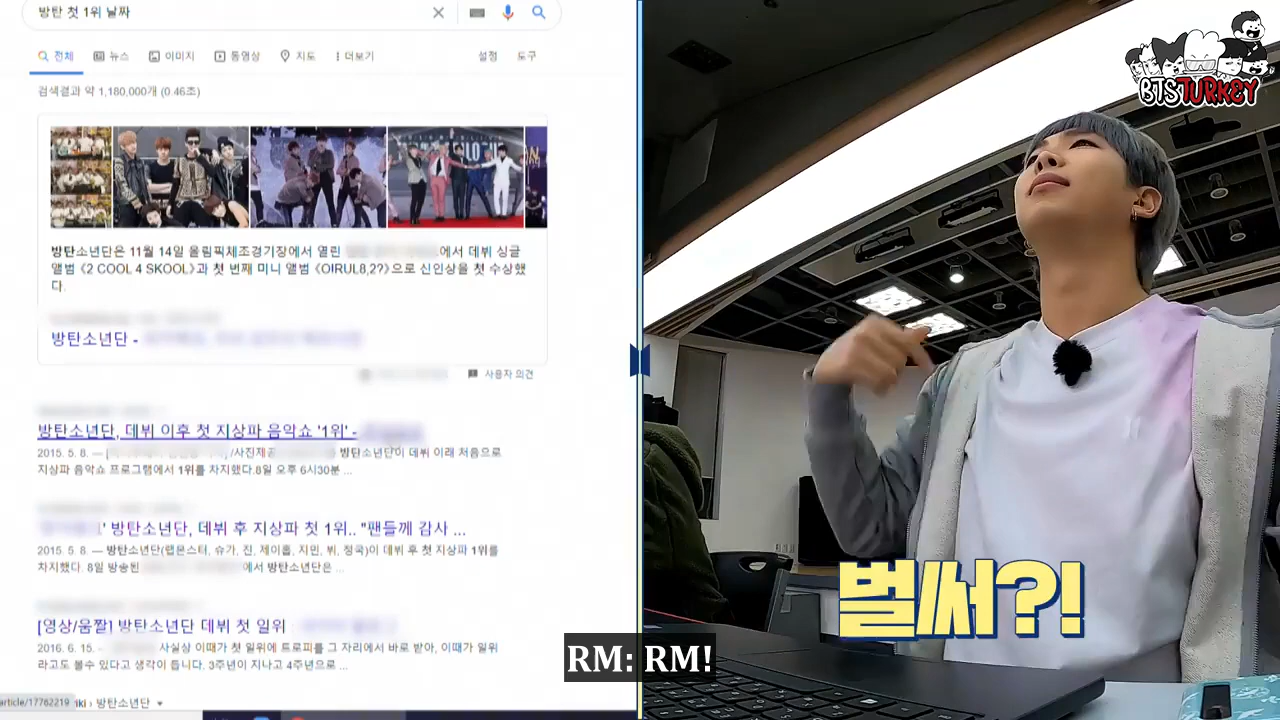 방탄 첫 1위 날짜
전체 뉴스 이미지 동영상 지도 더보기 설정 도구
검색결과 약 1,180,000개 (0.46초)
방탄소년단은 11월 14일 올림픽체조경기장에서 열린 에서 데뷔 싱글
앨범 《2 COOL 4 SKOOL》과 첫 번째 미니 앨범 《O!RUL8,2?》으로 신인상을 첫 수상했
다.
방탄소년단 -
사용자 의견
방탄소년단, 데뷔 이후 첫 지상파 음악쇼 '1위' -
2015. 5. 8. — [ /사진제공 방탄소년단이 데뷔 이래 처음으로
지상파 음악쇼 프로그램에서 1위를 차지했다.8일 오후 6시30분 ...
' 방탄소년단, 데뷔 후 지상파 첫 1위.. "팬들께 감사 ...
2015. 5. 8. — 방탄소년단(랩몬스터, 슈가, 진, 제이홉, 지민, 뷔, 정국)이 데뷔 후 첫 지상파 1위를
차지했다. 8일 방송된 에서 방탄소년단은 ...
[영상/움짤] 방탄소년단 데뷔 첫 일위
2016. 6. 15. — 사실상 이때가 첫 일위에 트로피를 그 자리에서 바로 받아, 이때가 일위
라고도 볼수 있다고 생각이 듭니다. 3주년이 지나고 4주년으로 ...
article/17762219 iki › 방탄소년단
BTSTURKEY
벌써?!
RM: RM!